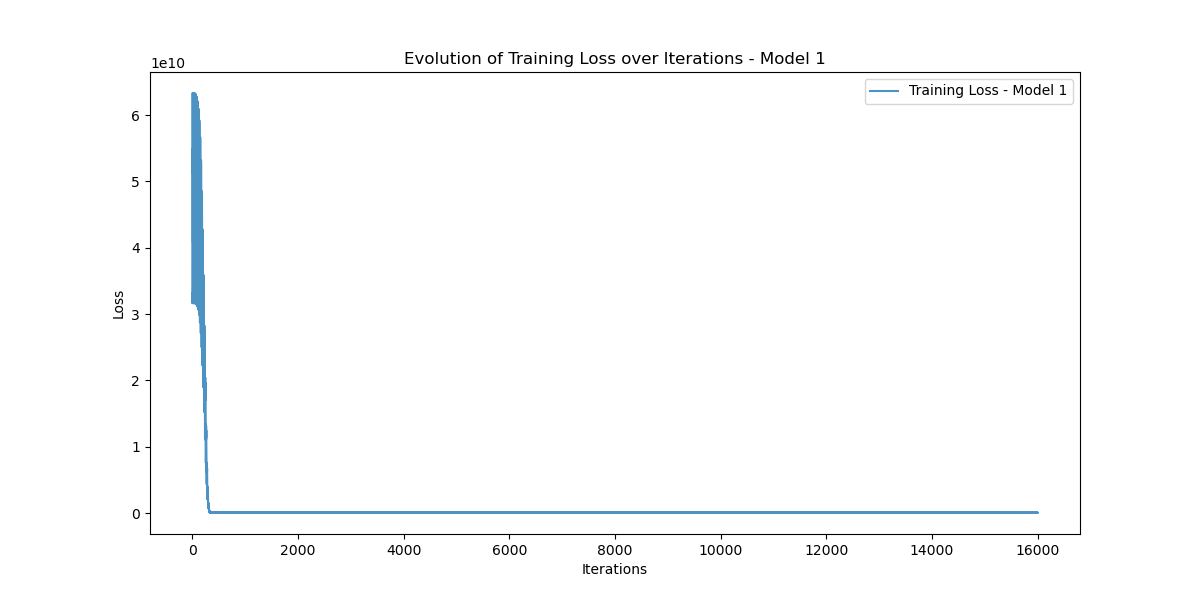 Evolution of Training Loss over Iterations - Model 1
1e10
Training Loss - Model 1
6
5
4
3
2
1
0
Loss
0 2000 4000 6000 8000 10000 12000 14000 16000
Iterations